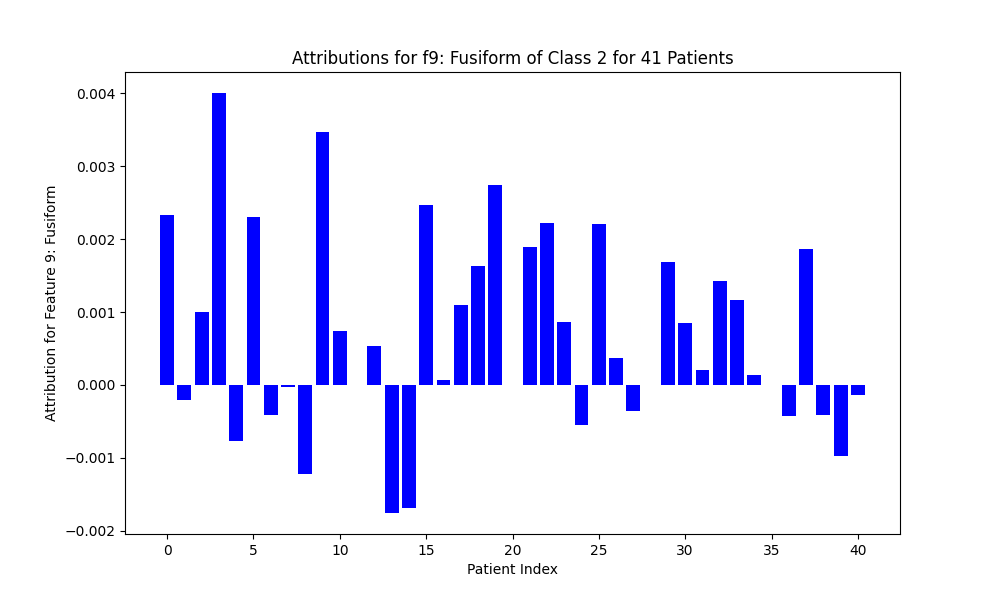 Attributions for f9: Fusiform of Class 2 for 41 Patients
Attribution for Feature 9: Fusiform
0.004
0.003
0.002
0.001
0.000
−0.001
−0.002
0 5 10 15 20 25 30 35 40
Patient Index